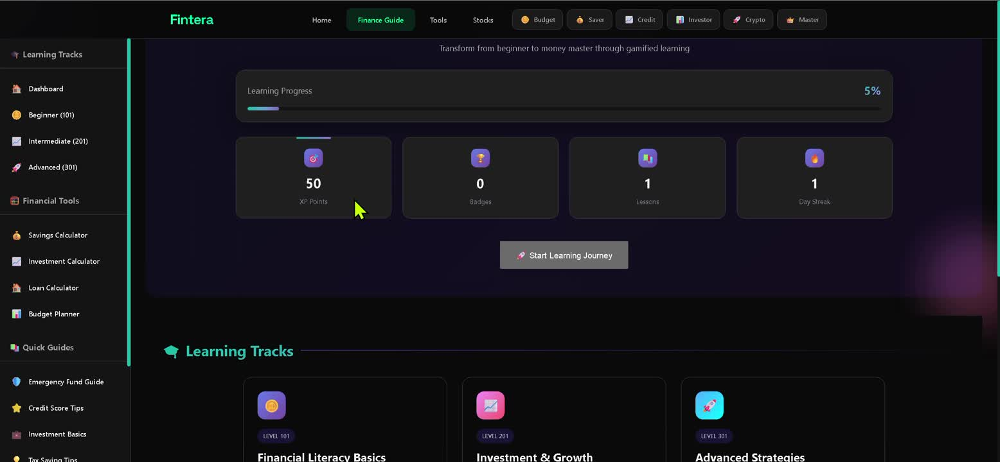 Fintera
Home
Finance Guide
Tools
Stocks
Budget
Saver
Credit
Investor
Crypto
Master
Learning Tracks
Dashboard
Beginner (101)
Intermediate (201)
Advanced (301)
Financial Tools
Savings Calculator
Investment Calculator
Loan Calculator
Budget Planner
Quick Guides
Emergency Fund Guide
Credit Score Tips
Investment Basics
Tax Saving Tips
Transform from beginner to money master through gamified learning
Learning Progress
5%
50
XP Points
0
Badges
1
Lessons
1
Day Streak
Start Learning Journey
Learning Tracks
LEVEL 101
Financial Literacy Basics
LEVEL 201
Investment & Growth
LEVEL 301
Advanced Strategies